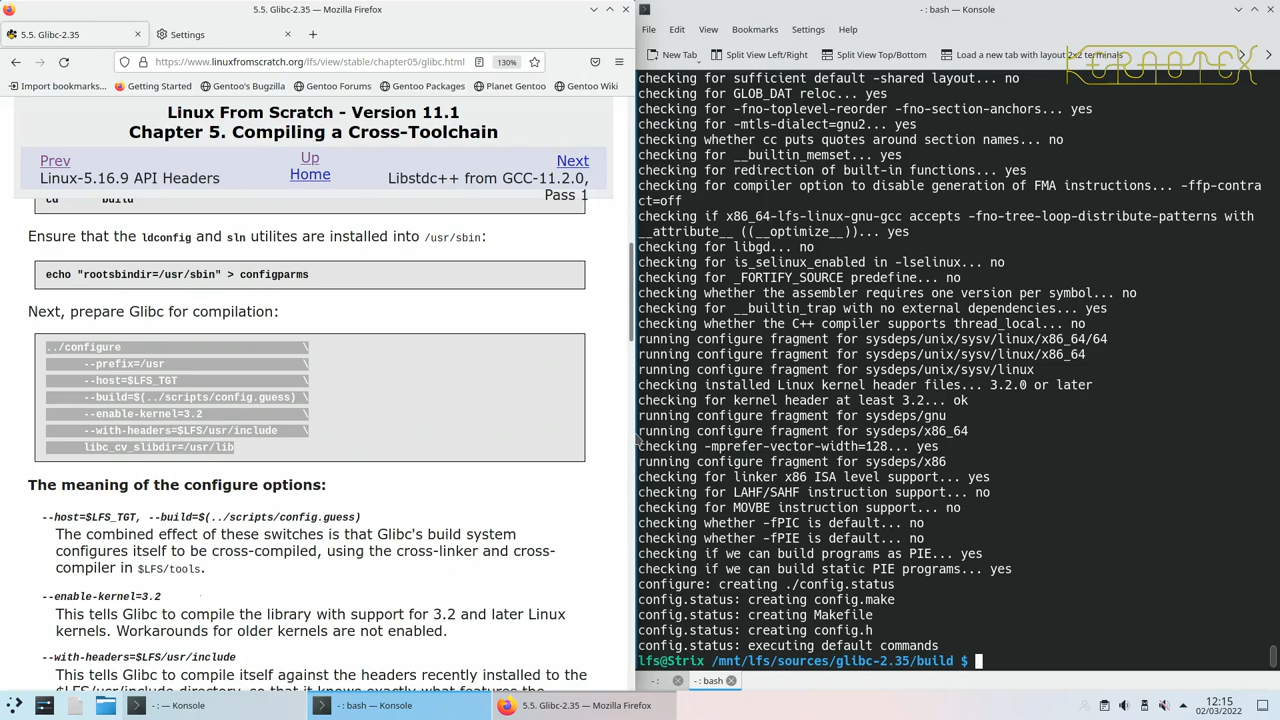 5.5. Glibc-2.35 — Mozilla Firefox
5.5. Glibc-2.35
Settings
https://www.linuxfromscratch.org/lfs/view/stable/chapter05/glibc.html
130%
Import bookmarks...
Getting Started
Gentoo's Bugzilla
Gentoo Forums
Gentoo Packages
Planet Gentoo
Gentoo Wiki
Linux From Scratch - Version 11.1
Chapter 5. Compiling a Cross-Toolchain
Prev
Up
Next
Linux-5.16.9 API Headers
Home
Libstdc++ from GCC-11.2.0,
Pass 1
cd build
Ensure that the ldconfig and sln utilites are installed into /usr/sbin:
echo "rootsbindir=/usr/sbin" > configparms
Next, prepare Glibc for compilation:
../configure \
--prefix=/usr \
--host=$LFS_TGT \
--build=$(../scripts/config.guess) \
--enable-kernel=3.2 \
--with-headers=$LFS/usr/include \
libc_cv_slibdir=/usr/lib
The meaning of the configure options:
--host=$LFS_TGT, --build=$(../scripts/config.guess)
The combined effect of these switches is that Glibc's build system
configures itself to be cross-compiled, using the cross-linker and cross-
compiler in $LFS/tools.
--enable-kernel=3.2
This tells Glibc to compile the library with support for 3.2 and later Linux
kernels. Workarounds for older kernels are not enabled.
--with-headers=$LFS/usr/include
This tells Glibc to compile itself against the headers recently installed to the
$LFS/usr/include directory, so that it knows exactly what features the
- : bash — Konsole
File
Edit
View
Bookmarks
Settings
Help
New Tab
Split View Left/Right
Split View Top/Bottom
Load a new tab with layout 2x2 terminals
KERNOTEX
checking for sufficient default -shared layout... no
checking for GLOB_DAT reloc... yes
checking for -fno-toplevel-reorder -fno-section-anchors... yes
checking for -mtls-dialect=gnu2... yes
checking whether cc puts quotes around section names... no
checking for __builtin_memset... yes
checking for redirection of built-in functions... yes
checking for compiler option to disable generation of FMA instructions... -ffp-contra
ct=off
checking if x86_64-lfs-linux-gnu-gcc accepts -fno-tree-loop-distribute-patterns with
__attribute__ ((__optimize__))... yes
checking for libgd... no
checking for is_selinux_enabled in -lselinux... no
checking for _FORTIFY_SOURCE predefine... no
checking whether the assembler requires one version per symbol... no
checking for __builtin_trap with no external dependencies... yes
checking whether the C++ compiler supports thread_local... no
running configure fragment for sysdeps/unix/sysv/linux/x86_64/64
running configure fragment for sysdeps/unix/sysv/linux/x86_64
running configure fragment for sysdeps/unix/sysv/linux
checking installed Linux kernel header files... 3.2.0 or later
checking for kernel header at least 3.2... ok
running configure fragment for sysdeps/gnu
running configure fragment for sysdeps/x86_64
checking -mprefer-vector-width=128... yes
running configure fragment for sysdeps/x86
checking for linker x86 ISA level support... yes
checking for LAHF/SAHF instruction support... no
checking for MOVBE instruction support... no
checking whether -fPIC is default... no
checking whether -fPIE is default... no
checking if we can build programs as PIE... yes
checking if we can build static PIE programs... yes
configure: creating ./config.status
config.status: creating config.make
config.status: creating Makefile
config.status: creating config.h
config.status: executing default commands
lfs@Strix /mnt/lfs/sources/glibc-2.35/build $
- :
- : bash
- : — Konsole
- : bash — Konsole
5.5. Glibc-2.35 — Mozilla Firefox
12:15
02/03/2022